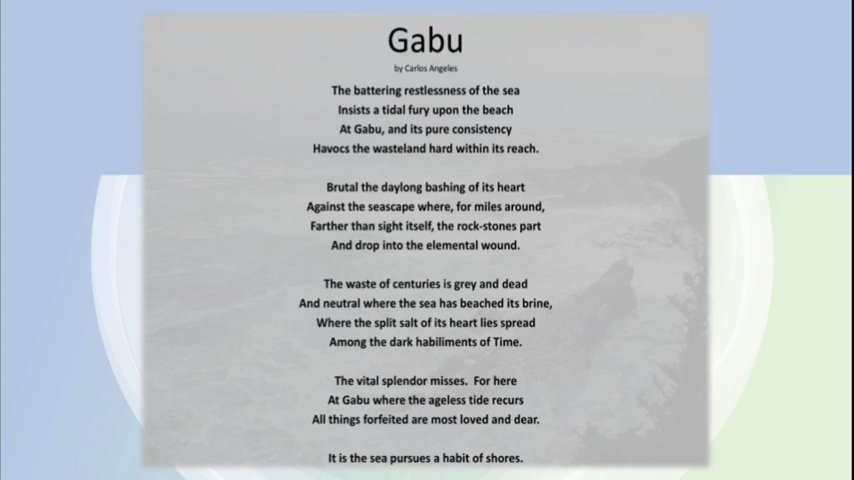 Gabu
by Carlos Angeles
The battering restlessness of the sea
Insists a tidal fury upon the beach
At Gabu, and its pure consistency
Havocs the wasteland hard within its reach.
Brutal the daylong bashing of its heart
Against the seascape where, for miles around,
Farther than sight itself, the rock-stones part
And drop into the elemental wound.
The waste of centuries is grey and dead
And neutral where the sea has beached its brine,
Where the split salt of its heart lies spread
Among the dark habiliments of Time.
The vital splendor misses.  For here
At Gabu where the ageless tide recurs
All things forfeited are most loved and dear.
It is the sea pursues a habit of shores.